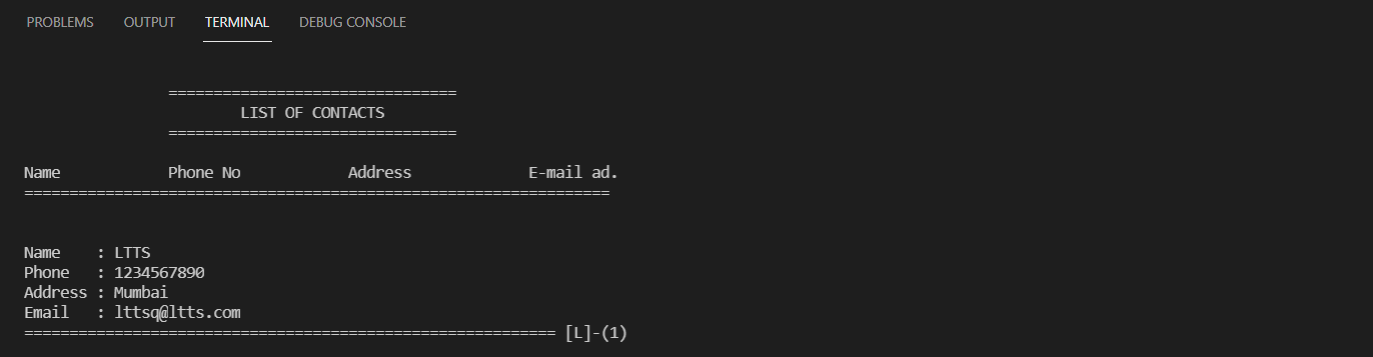 PROBLEMS OUTPUT TERMINAL DEBUG CONSOLE
================================
LIST OF CONTACTS
================================
Name Phone No Address E-mail ad.
=================================================================
Name : LTTS
Phone : 1234567890
Address : Mumbai
Email : lttsq@ltts.com
=========================================================== [L]-(1)